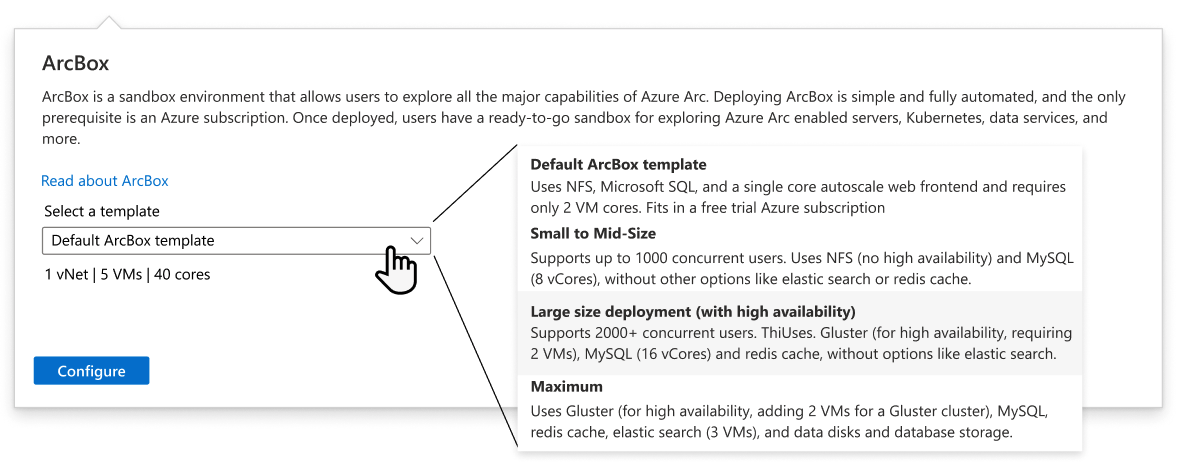 ArcBox
ArcBox is a sandbox environment that allows users to explore all the major capabilities of Azure Arc. Deploying ArcBox is simple and fully automated, and the only
prerequisite is an Azure subscription. Once deployed, users have a ready-to-go sandbox for exploring Azure Arc enabled servers, Kubernetes, data services, and
more.
Read about ArcBox
Select a template
Default ArcBox template
1 vNet | 5 VMs | 40 cores
Configure
Default ArcBox template
Uses NFS, Microsoft SQL, and a single core autoscale web frontend and requires
only 2 VM cores. Fits in a free trial Azure subscription
Small to Mid-Size
Supports up to 1000 concurrent users. Uses NFS (no high availability) and MySQL
(8 vCores), without other options like elastic search or redis cache.
Large size deployment (with high availability)
Supports 2000+ concurrent users. ThiUses. Gluster (for high availability, requiring
2 VMs), MySQL (16 vCores) and redis cache, without options like elastic search.
Maximum
Uses Gluster (for high availability, adding 2 VMs for a Gluster cluster), MySQL,
redis cache, elastic search (3 VMs), and data disks and database storage.